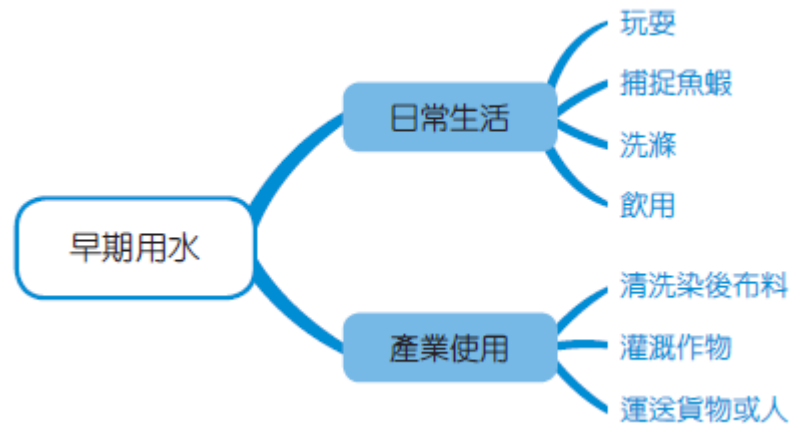 早期用水
日常生活
玩耍
捕捉魚蝦
洗滌
飲用
產業使用
清洗染後布料
灌溉作物
運送貨物或人